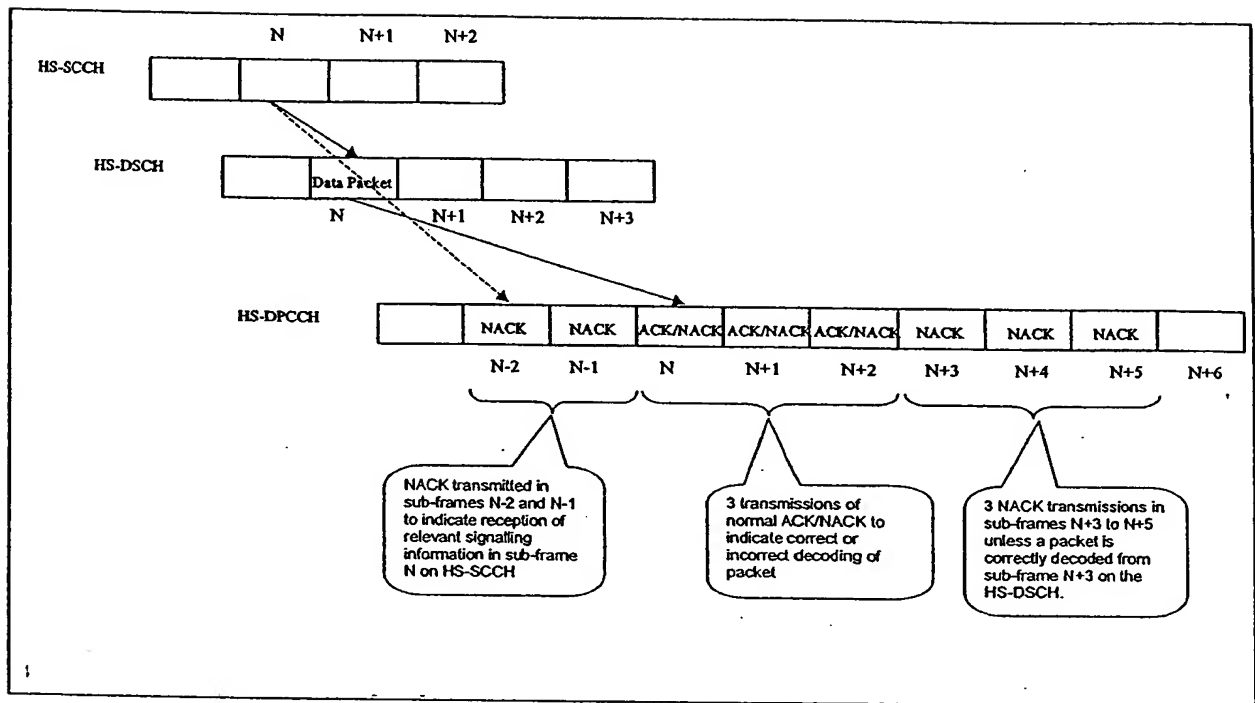 N N+1 N+2
HS-SCCH
HS-DSCH
Data Packet
N N+1 N+2 N+3
HS-DPCCH
NACK NACK ACK/NACK ACK/NACK ACK/NACK NACK NACK NACK
N-2 N-1 N N+1 N+2 N+3 N+4 N+5 N+6
NACK transmitted in
sub-frames N-2 and N-1
to indicate reception of
relevant signalling
information in sub-frame
N on HS-SCCH
3 transmissions of
normal ACK/NACK to
indicate correct or
incorrect decoding of
packet
3 NACK transmissions in
sub-frames N+3 to N+5
unless a packet is
correctly decoded from
sub-frame N+3 on the
HS-DSCH.